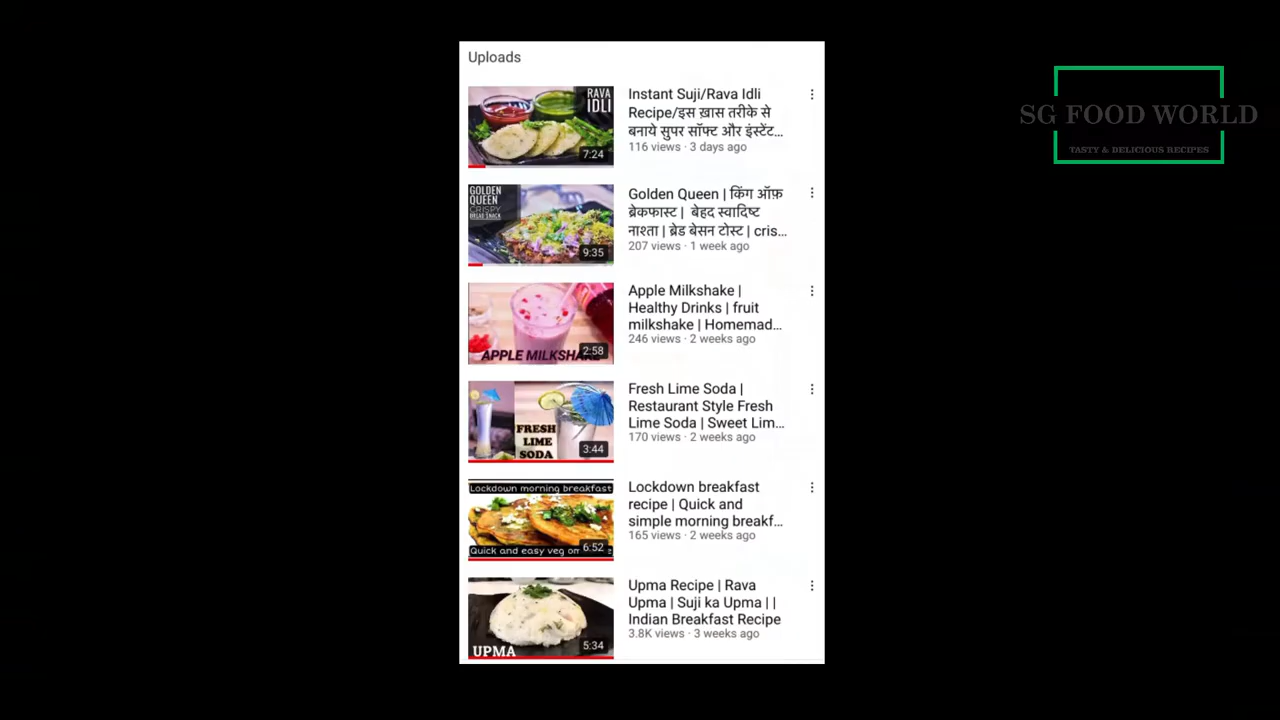 Uploads
SG FOOD WORLD
TASTY & DELICIOUS RECIPES
RAVA
IDLI
7:24
Instant Suji/Rava Idli
Recipe/इस ख़ास तरीके से
बनाये सुपर सॉफ्ट और इंस्टेंट...
116 views · 3 days ago
GOLDEN
QUEEN
CRISPY
BREAD SNACK
9:35
Golden Queen | किंग ऑफ़
ब्रेकफास्ट | बेहद स्वादिष्ट
नाश्ता | ब्रेड बेसन टोस्ट | cris...
207 views · 1 week ago
APPLE MILKSHAKE
2:58
Apple Milkshake |
Healthy Drinks | fruit
milkshake | Homemad...
246 views · 2 weeks ago
FRESH
LIME
SODA
3:44
Fresh Lime Soda |
Restaurant Style Fresh
Lime Soda | Sweet Lim...
170 views · 2 weeks ago
Lockdown morning breakfast
Quick and easy veg om
6:52
Lockdown breakfast
recipe | Quick and
simple morning breakf...
165 views · 2 weeks ago
UPMA
5:34
Upma Recipe | Rava
Upma | Suji ka Upma | |
Indian Breakfast Recipe
3.8K views · 3 weeks ago